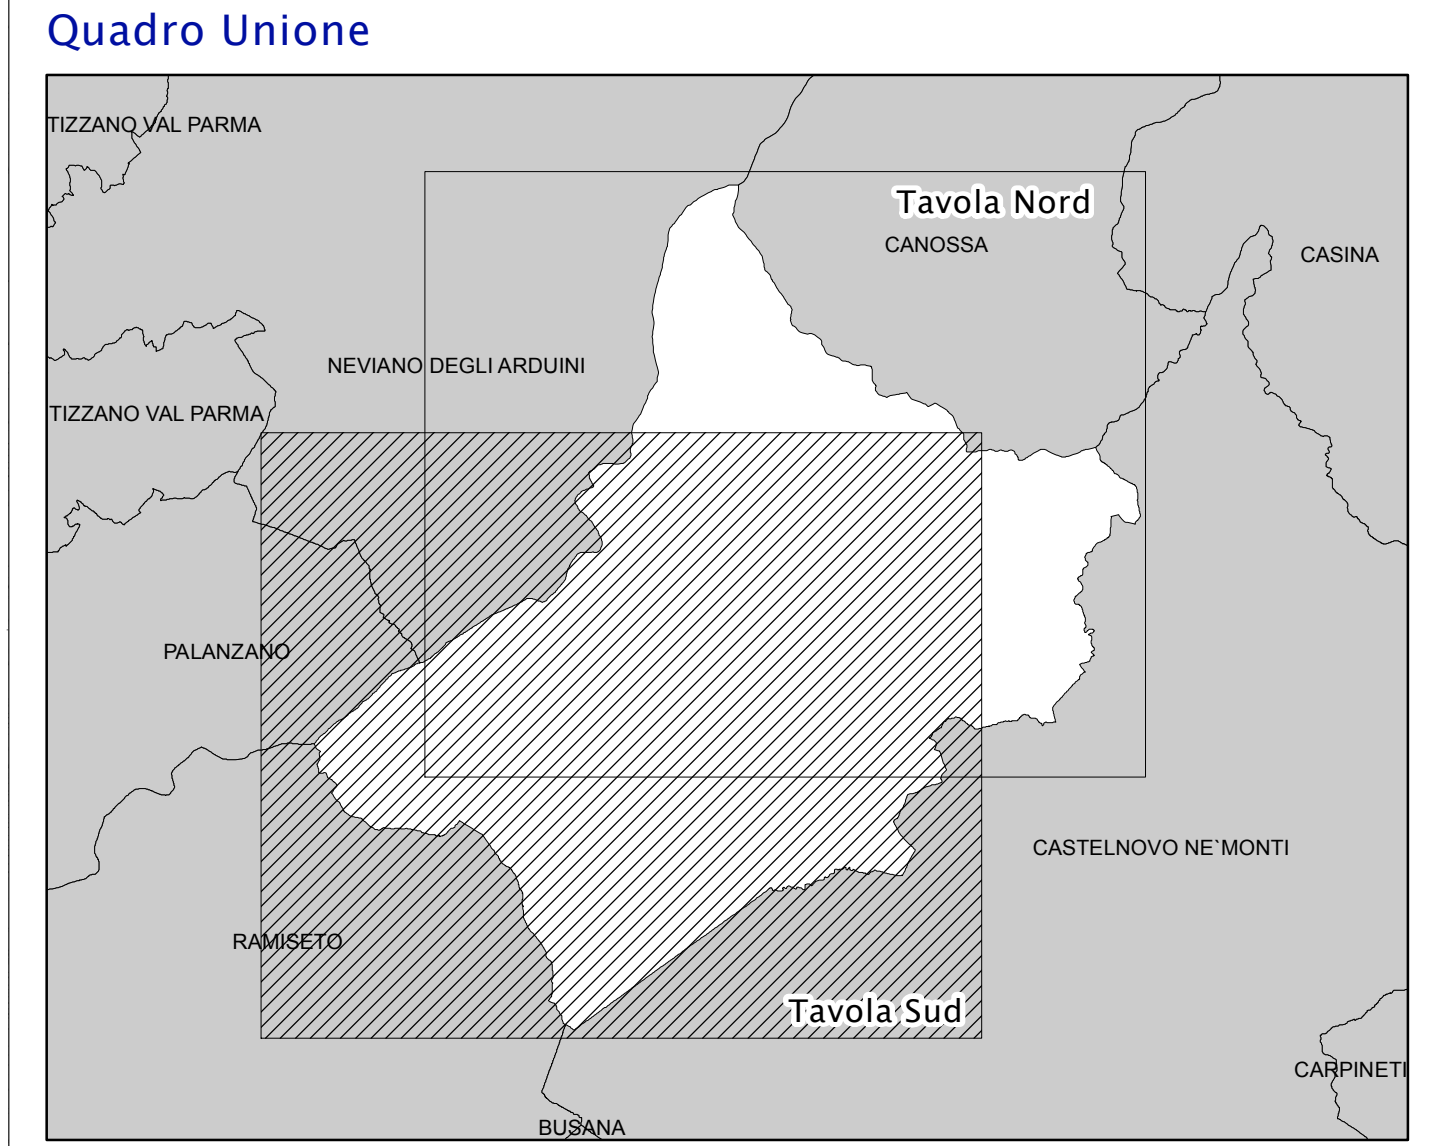 Quadro Unione
TIZZANO VAL PARMA
Tavola Nord
CANOSSA
CASINA
NEVIANO DEGLI ARDUINI
TIZZANO VAL PARMA
PALANZANO
CASTELNOVO NE`MONTI
RAMISETO
Tavola Sud
CARPINETI
BUSANA